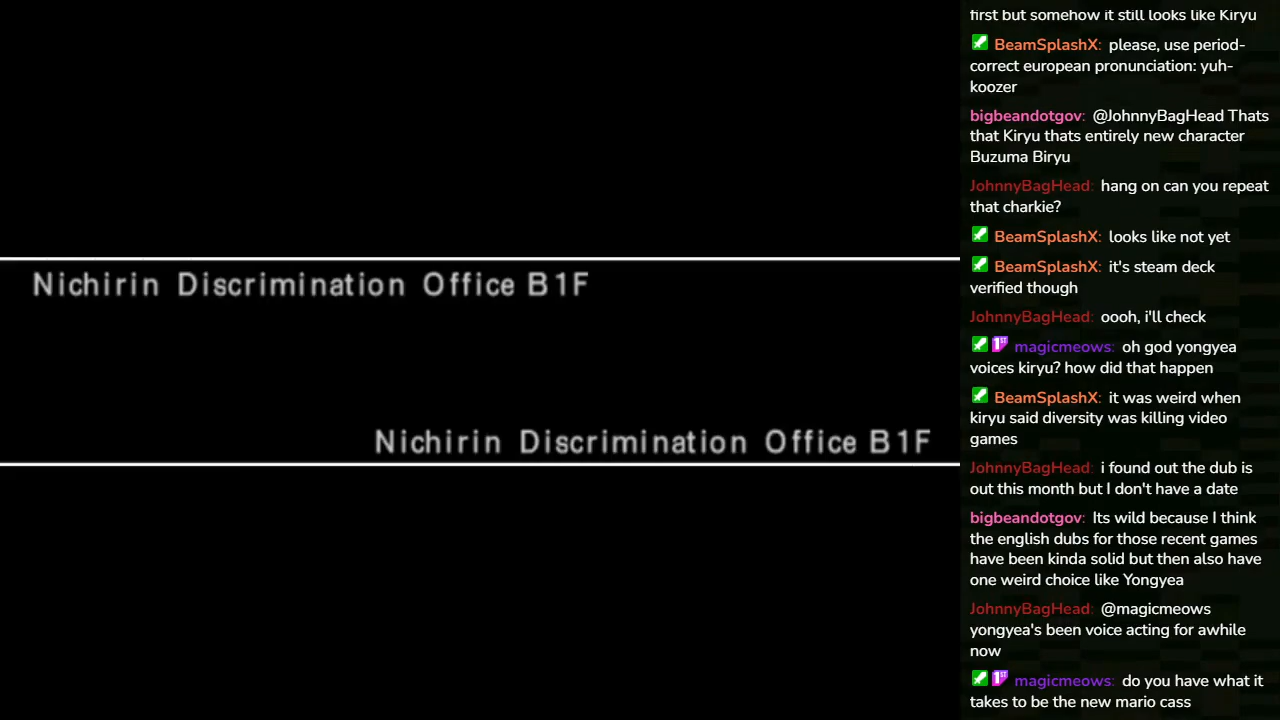 Nichirin Discrimination Office B1F
Nichirin Discrimination Office B1F
first but somehow it still looks like Kiryu
BeamSplashX: please, use period-
correct european pronunciation: yuh-
koozer
bigbeandotgov: @JohnnyBagHead Thats
that Kiryu thats entirely new character
Buzuma Biryu
JohnnyBagHead: hang on can you repeat
that charkie?
BeamSplashX: looks like not yet
BeamSplashX: it's steam deck
verified though
JohnnyBagHead: oooh, i'll check
magicmeows: oh god yongyea
voices kiryu? how did that happen
BeamSplashX: it was weird when
kiryu said diversity was killing video
games
JohnnyBagHead: i found out the dub is
out this month but I don't have a date
bigbeandotgov: Its wild because I think
the english dubs for those recent games
have been kinda solid but then also have
one weird choice like Yongyea
JohnnyBagHead: @magicmeows
yongyea's been voice acting for awhile
now
magicmeows: do you have what it
takes to be the new mario cass